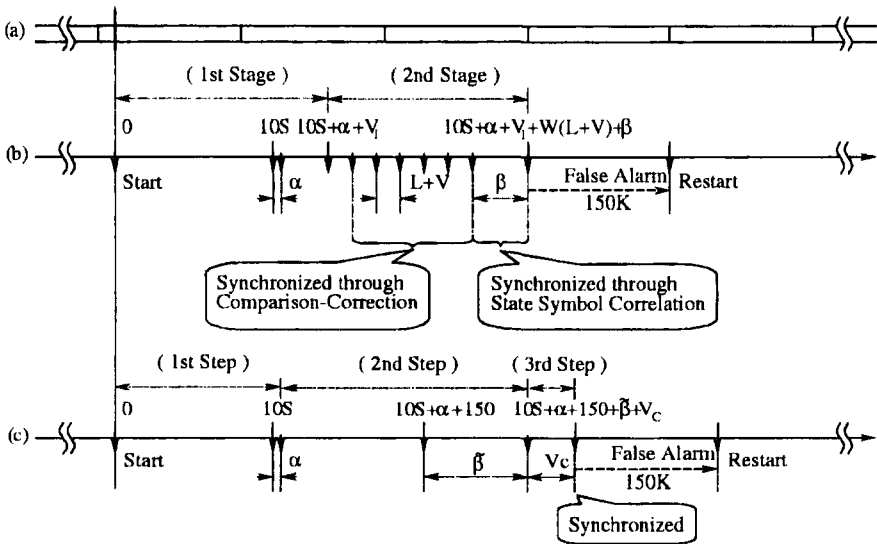 (a)
( 1st Stage ) ( 2nd Stage )
0 10S 10S+α+V₁ 10S+α+V₁+W(L+V)+β
(b)
Start α L+V β False Alarm Restart
150K
Synchronized through
Comparison-Correction
Synchronized through
State Symbol Correlation
( 1st Step ) ( 2nd Step ) ( 3rd Step )
0 10S 10S+α+150 10S+α+150+β̃+V_C
(c)
Start α β̃ Vc False Alarm Restart
150K
Synchronized